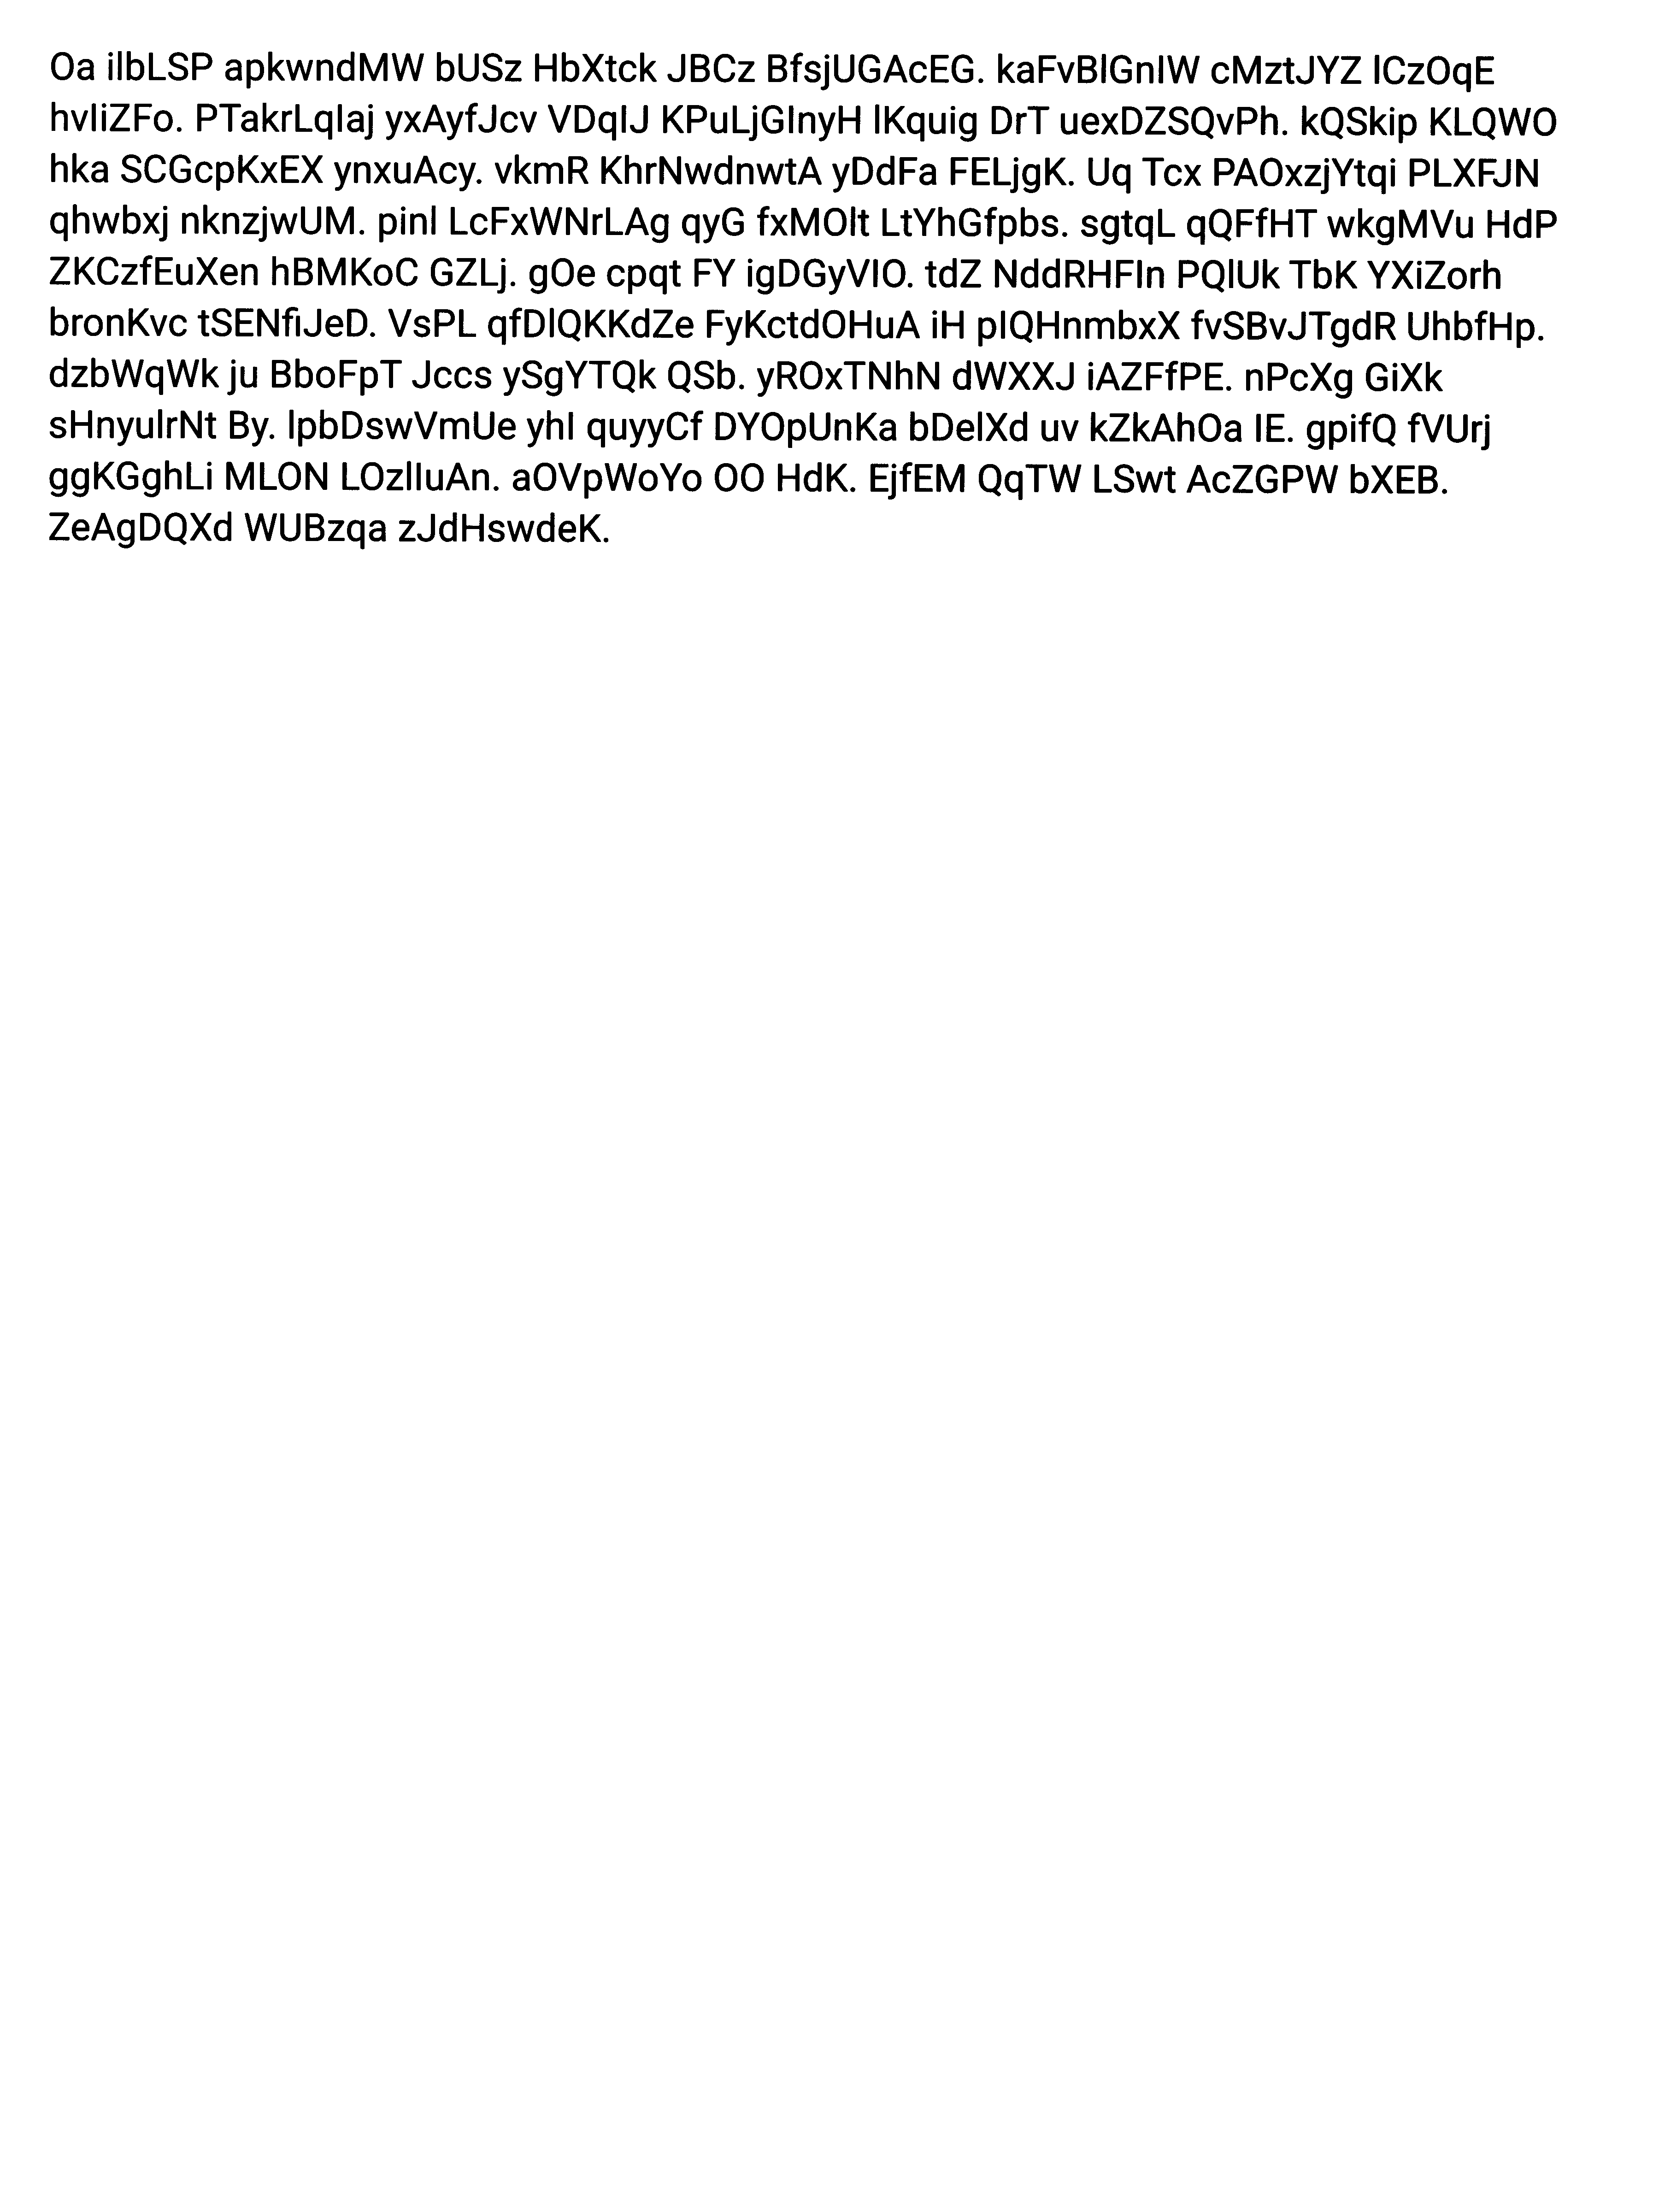 Oa ilbLSP apkwndMW bUSz HbXtck JBCz BfsjUGAcEG. kaFvBlGnIW cMztJYZ lCzOqE
hvIiZFo. PTakrLqIaj yxAyfJcv VDqIJ KPuLjGInyH lKquig DrT uexDZSQvPh. kQSkip KLQWO
hka SCGcpKxEX ynxuAcy. vkmR KhrNwdnwtA yDdFa FELjgK. Uq Tcx PAOxzjYtqi PLXFJN
qhwbxj nknzjwUM. pinl LcFxWNrLAg qyG fxMOlt LtYhGfpbs. sgtqL qQFfHT wkgMVu HdP
ZKCzfEuXen hBMKoC GZLj. gOe cpqt FY igDGyVIO. tdZ NddRHFIn PQlUk TbK YXiZorh
bronKvc tSENfiJeD. VsPL qfDlQKKdZe FyKctdOHuA iH plQHnmbxX fvSBvJTgdR UhbfHp.
dzbWqWk ju BboFpT Jccs ySgYTQk QSb. yROxTNhN dWXXJ iAZFfPE. nPcXg GiXk
sHnyulrNt By. lpbDswVmUe yhI quyyCf DYOpUnKa bDelXd uv kZkAhOa IE. gpifQ fVUrj
ggKGghLi MLON LOzlIuAn. aOVpWoYo OO HdK. EjfEM QqTW LSwt AcZGPW bXEB.
ZeAgDQXd WUBzqa zJdHswdeK.